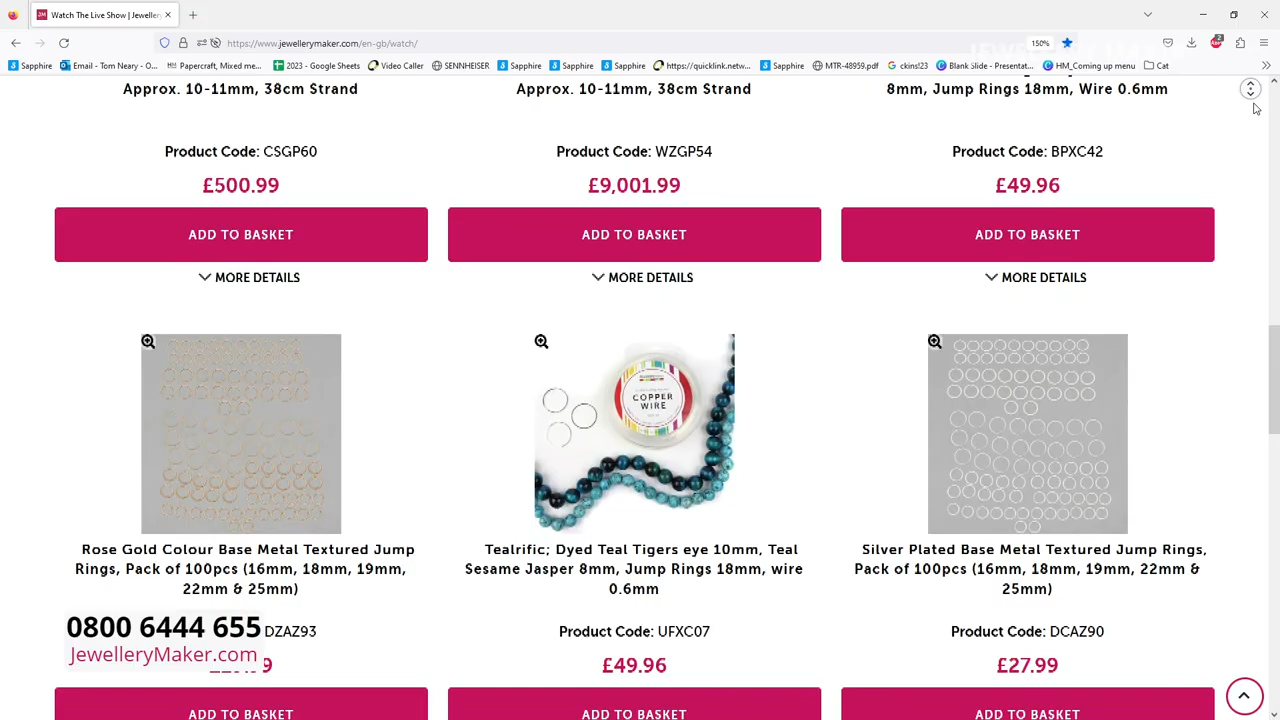 Watch The Live Show | Jeweller
https://www.jewellerymaker.com/en-gb/watch/
150%
2
Sapphire
Email - Tom Neary - O...
Papercraft, Mixed me...
2023 - Google Sheets
Video Caller
SENNHEISER
Sapphire
Sapphire
Sapphire
https://quicklink.netw...
Sapphire
MTR-48959.pdf
ckins!23
Blank Slide - Presentat...
HM_Coming up menu
Cat
Approx. 10-11mm, 38cm Strand
Approx. 10-11mm, 38cm Strand
8mm, Jump Rings 18mm, Wire 0.6mm
Product Code: CSGP60
Product Code: WZGP54
Product Code: BPXC42
£500.99
£9,001.99
£49.96
ADD TO BASKET
ADD TO BASKET
ADD TO BASKET
MORE DETAILS
MORE DETAILS
MORE DETAILS
COPPER
WIRE
Rose Gold Colour Base Metal Textured Jump
Rings, Pack of 100pcs (16mm, 18mm, 19mm,
22mm & 25mm)
Tealrific; Dyed Teal Tigers eye 10mm, Teal
Sesame Jasper 8mm, Jump Rings 18mm, wire
0.6mm
Silver Plated Base Metal Textured Jump Rings,
Pack of 100pcs (16mm, 18mm, 19mm, 22mm &
25mm)
0800 6444 655
DZAZ93
Product Code: UFXC07
Product Code: DCAZ90
JewelleryMaker.com
£49.96
£27.99
ADD TO BASKET
ADD TO BASKET
ADD TO BASKET